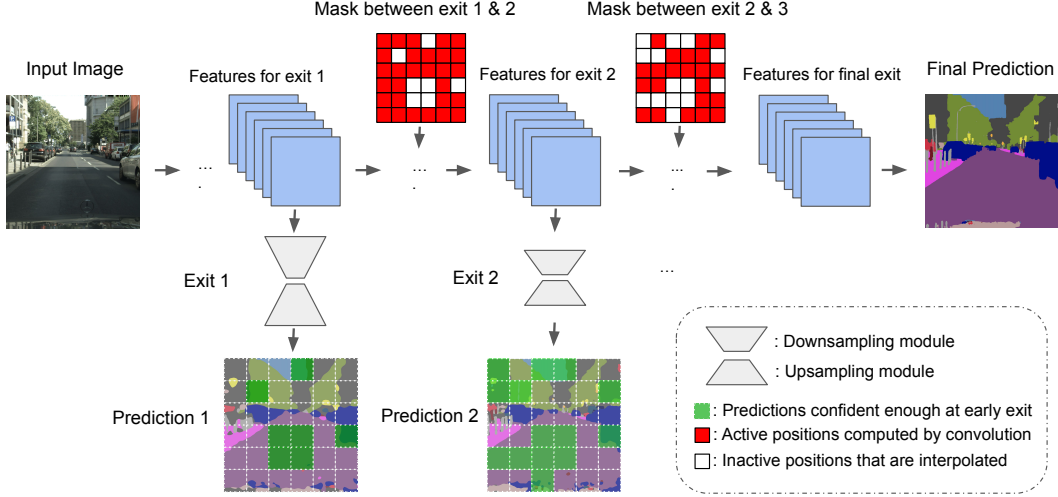 Mask between exit 1 & 2
Mask between exit 2 & 3
Input Image
Features for exit 1
Features for exit 2
Features for final exit
Final Prediction
...
.
...
.
...
.
Exit 1
Exit 2
...
Prediction 1
Prediction 2
: Downsampling module
: Upsampling module
: Predictions confident enough at early exit
: Active positions computed by convolution
: Inactive positions that are interpolated